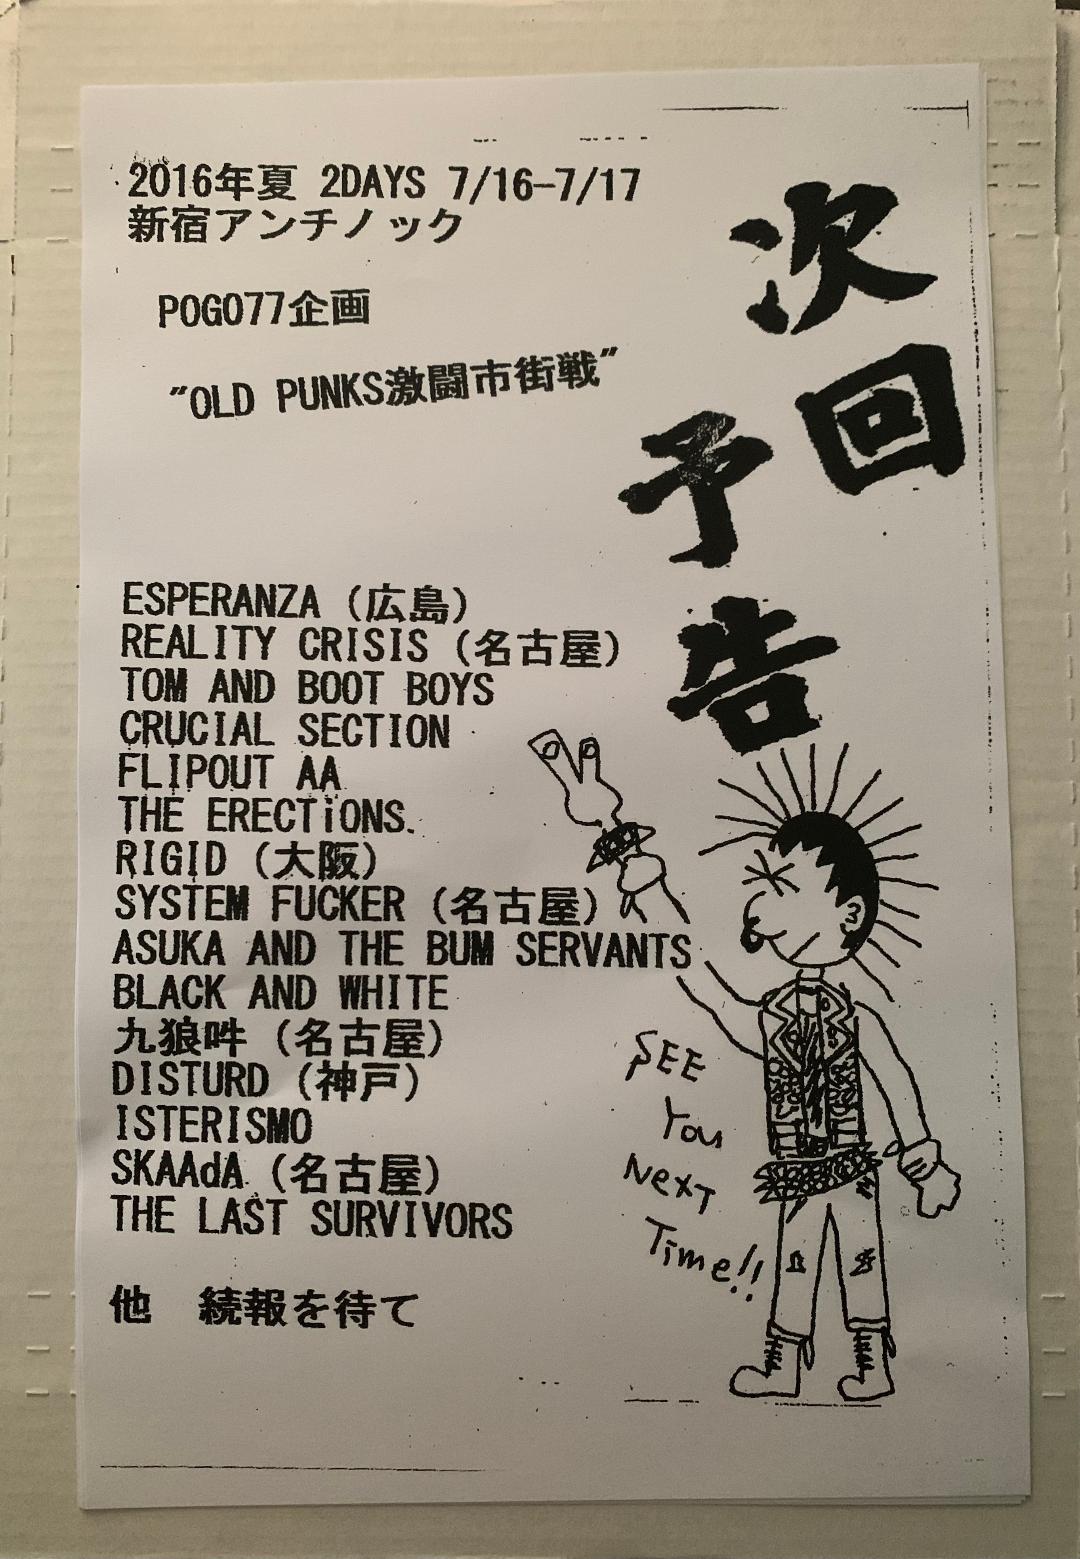 2016年夏 2DAYS 7/16-7/17
新宿アンチノック
POGO77企画
"OLD PUNKS激闘市街戦"
次回
予告
ESPERANZA (広島)
REALITY CRISIS (名古屋)
TOM AND BOOT BOYS
CRUCIAL SECTION
FLIPOUT AA
THE ERECTiONS.
RIGID (大阪)
SYSTEM FUCKER (名古屋)
ASUKA AND THE BUM SERVANTS
BLACK AND WHITE
九狼吽 (名古屋)
DISTURD (神戸)
ISTERISMO
SKAAdA (名古屋)
THE LAST SURVIVORS
他 続報を待て
SEE
You
NexT
Time!!